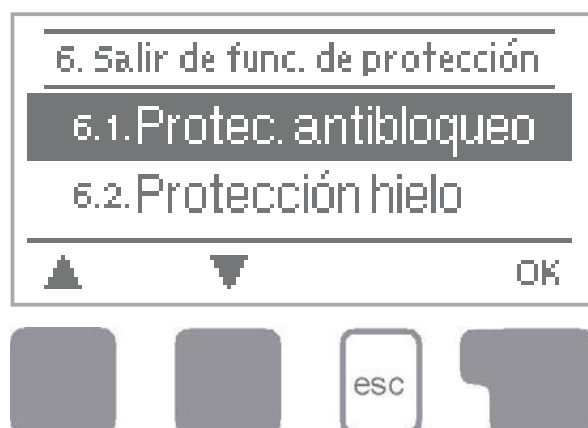 6. Salir de func. de protección
6.1. Protec. antibloqueo
6.2. Protección hielo
OK
esc